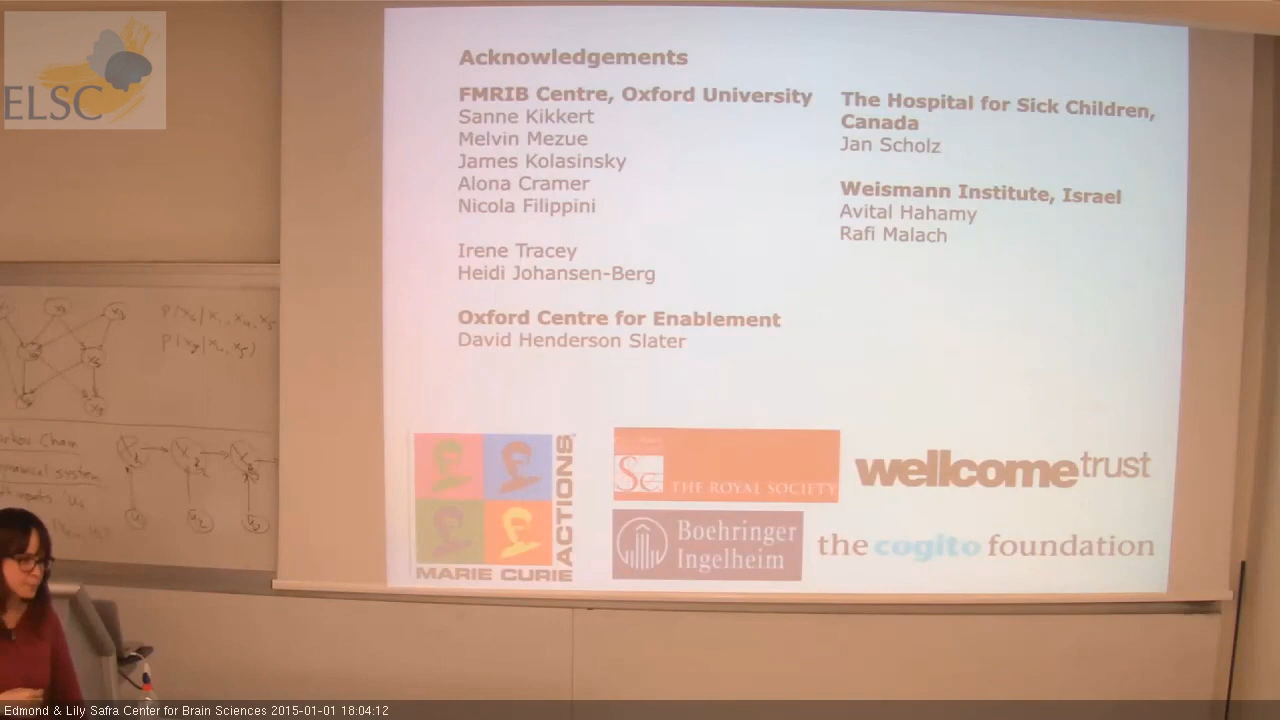 ELSC
Acknowledgements
FMRIB Centre, Oxford University
Sanne Kikkert
Melvin Mezue
James Kolasinsky
Alona Cramer
Nicola Filippini
Irene Tracey
Heidi Johansen-Berg
Oxford Centre for Enablement
David Henderson Slater
The Hospital for Sick Children,
Canada
Jan Scholz
Weismann Institute, Israel
Avital Hahamy
Rafi Malach
MARIE CURIE
ACTIONS
THE ROYAL SOCIETY
wellcometrust
Boehringer
Ingelheim
the cogito foundation
Chain
system
Edmond & Lily Safra Center for Brain Sciences 2015-01-01 18:04:12